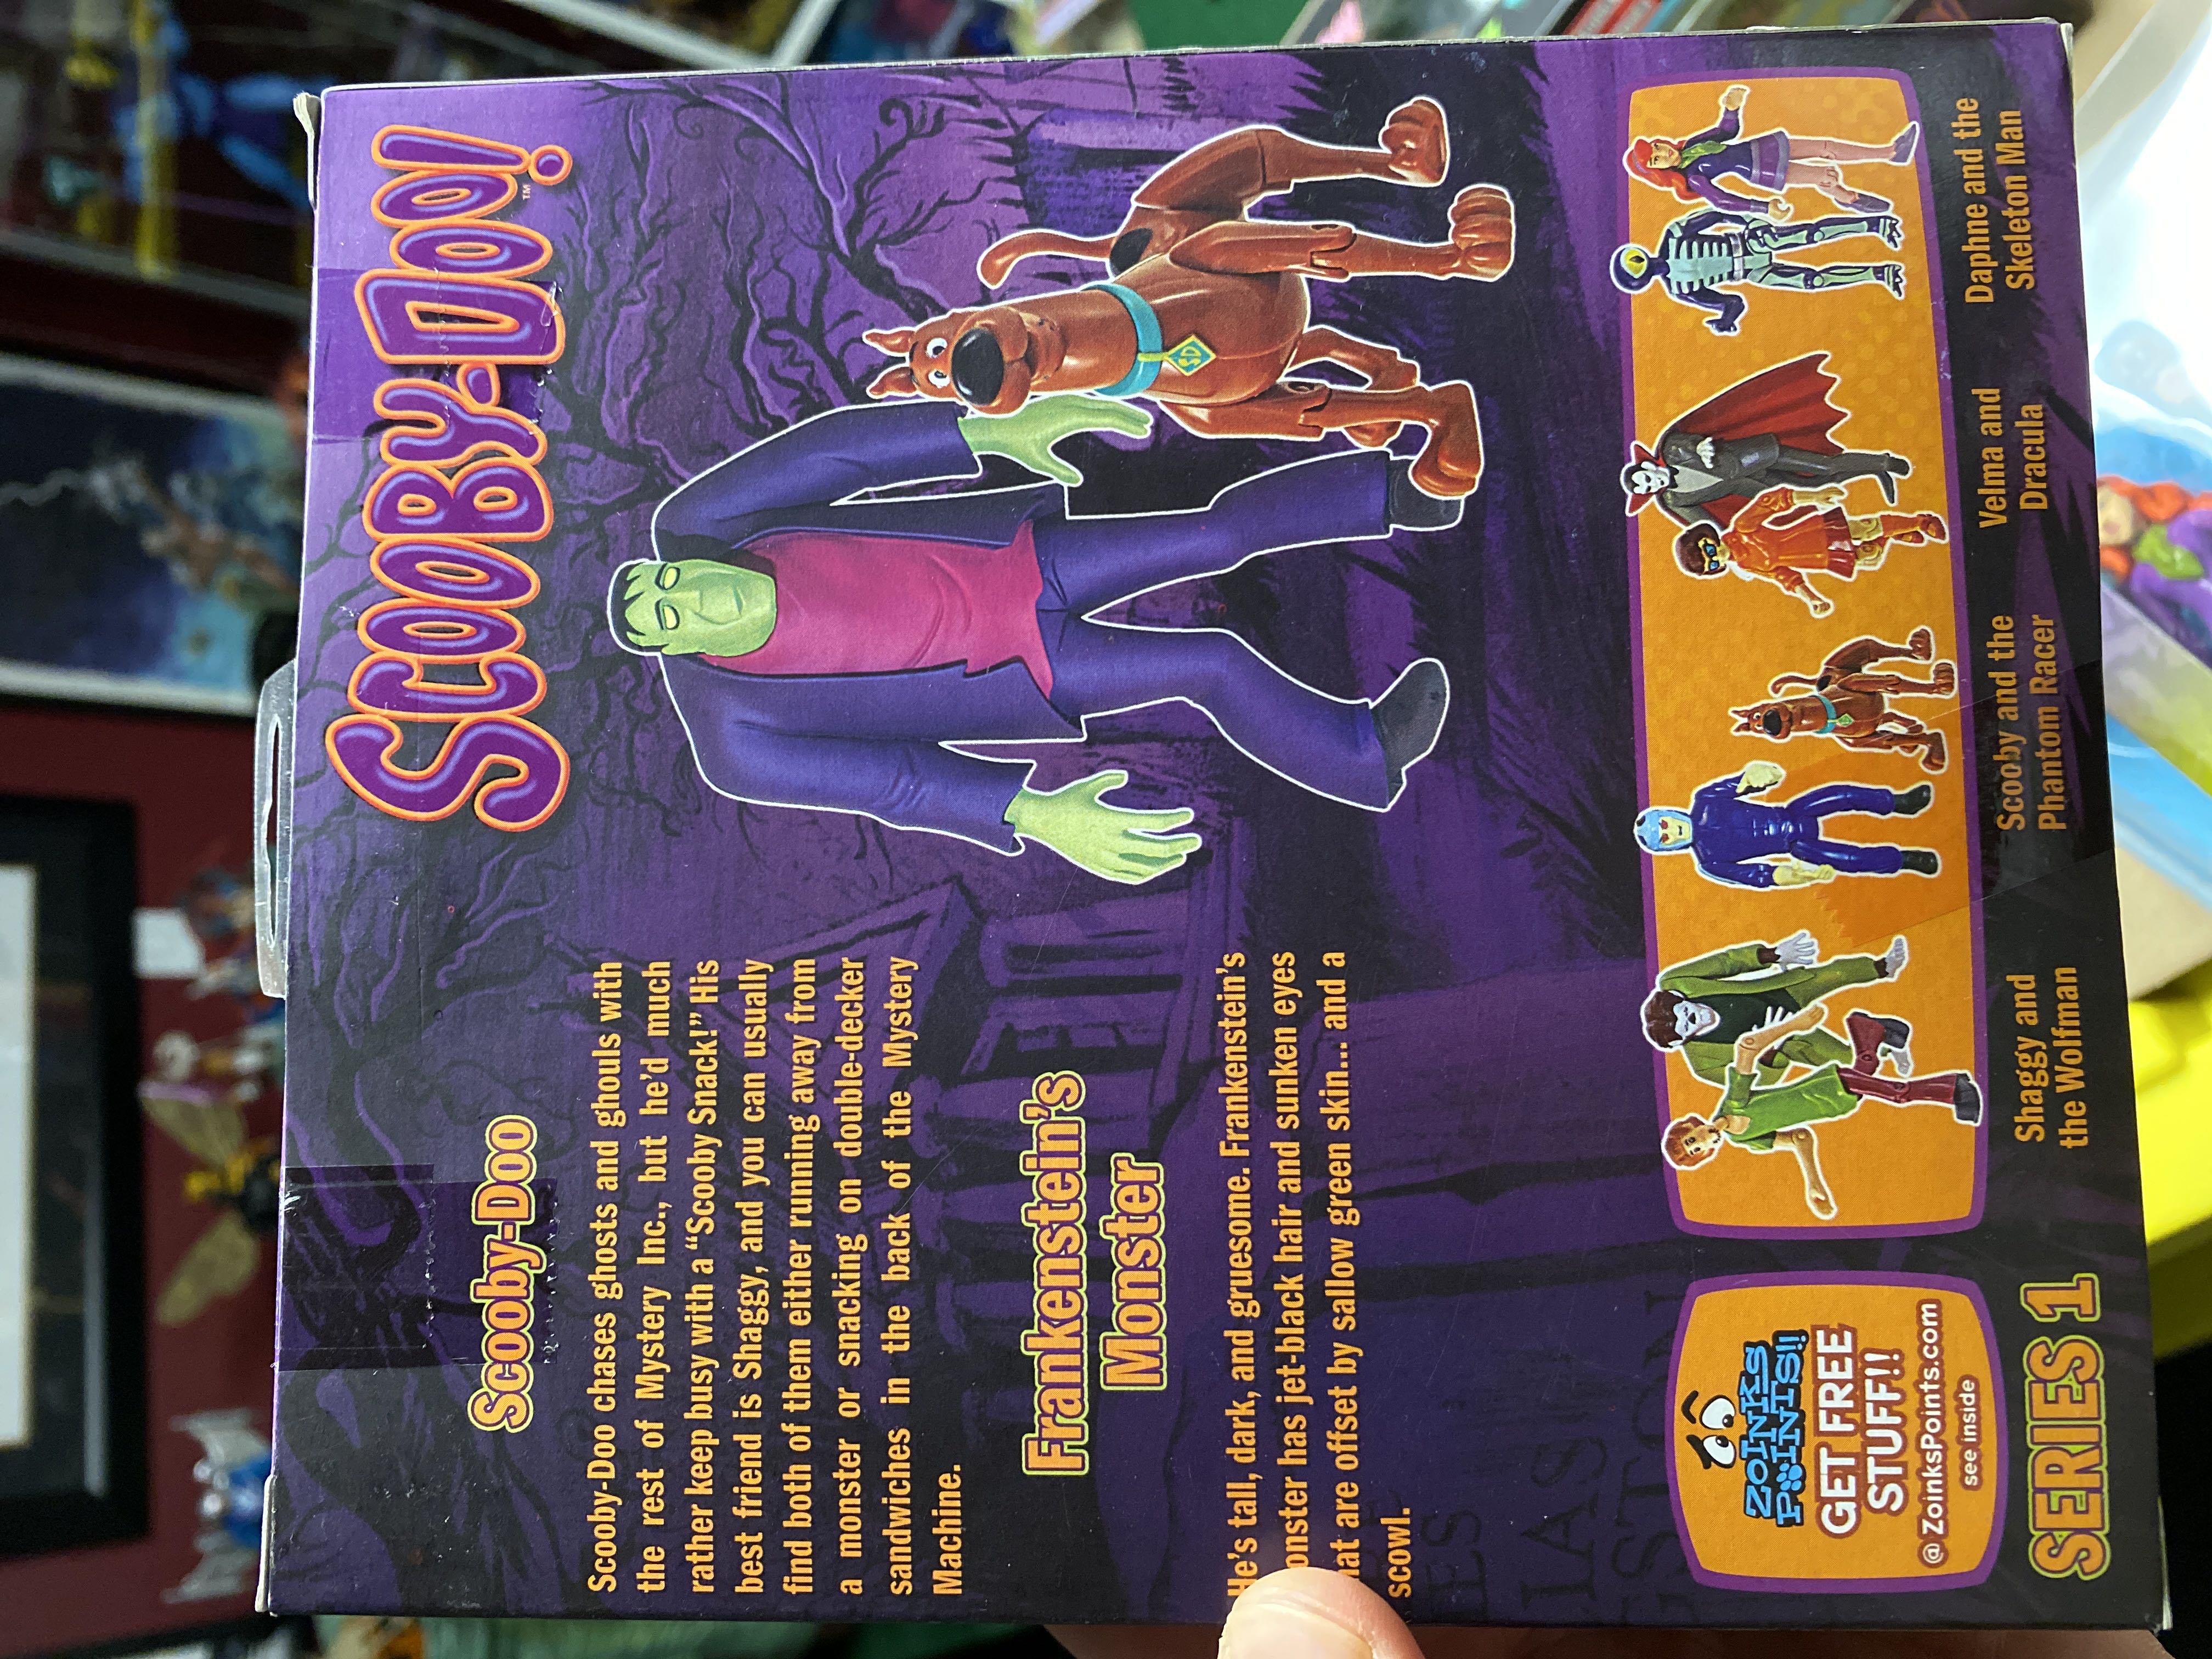 SCOOBY-DOO!
TM
Scooby-Doo
Scooby-Doo chases ghosts and ghouls with
the rest of Mystery Inc., but he'd much
rather keep busy with a “Scooby Snack!” His
best friend is Shaggy, and you can usually
find both of them either running away from
a monster or snacking on double-decker
sandwiches in the back of the Mystery
Machine.
Frankenstein's
Monster
He's tall, dark, and gruesome. Frankenstein's
onster has jet-black hair and sunken eyes
hat are offset by sallow green skin... and a
scowl.
SD
ZOINKS
POINTS!!
GET FREE
STUFF!!
@ZoinksPoints.com
see inside
SERIES 1
Shaggy and
the Wolfman
Scooby and the
Phantom Racer
Velma and
Dracula
Daphne and the
Skeleton Man